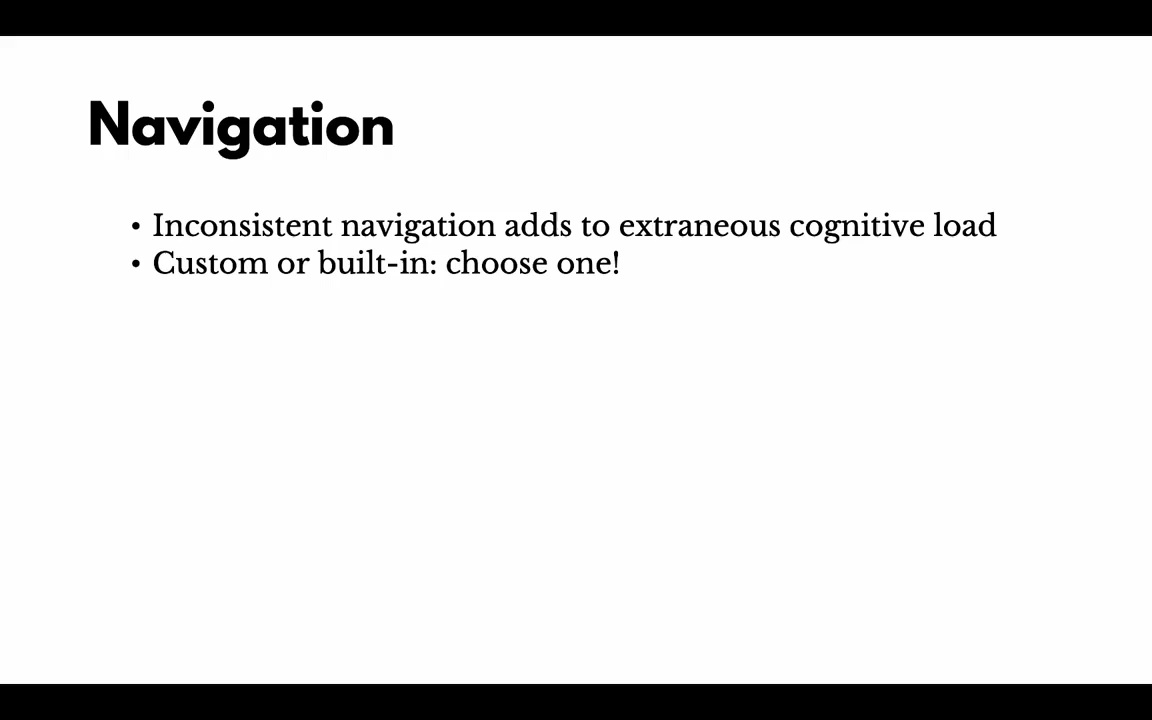 Navigation
• Inconsistent navigation adds to extraneous cognitive load
• Custom or built-in: choose one!